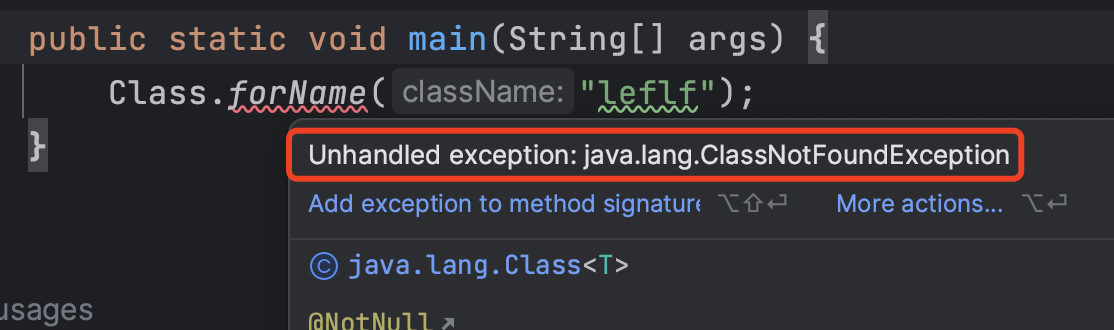 public static void main(String[] args) {
Class.forName( className: "leflf");
}
Unhandled exception: java.lang.ClassNotFoundException
Add exception to method signature ⌥⇧⏎ More actions... ⌥⏎
Ⓒ java.lang.Class<T>
usages
@NotNull ↗